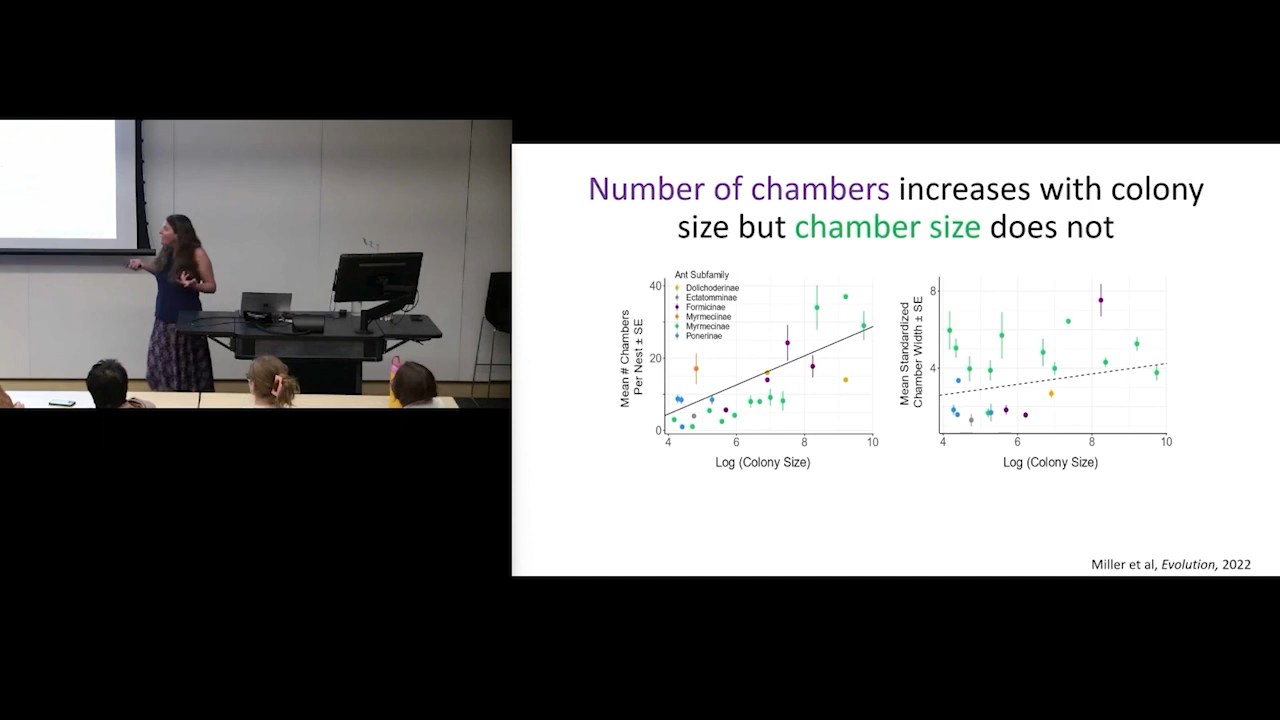 Number of chambers increases with colony
size but chamber size does not
Ant Subfamily
Dolichoderinae
Ectatomminae
Formicinae
Myrmeciinae
Myrmecinae
Ponerinae
Mean # Chambers
Per Nest ± SE
40
20
0
4 6 8 10
Log (Colony Size)
Mean Standardized
Chamber Width ± SE
8
4
4 6 8 10
Log (Colony Size)
Miller et al, Evolution, 2022